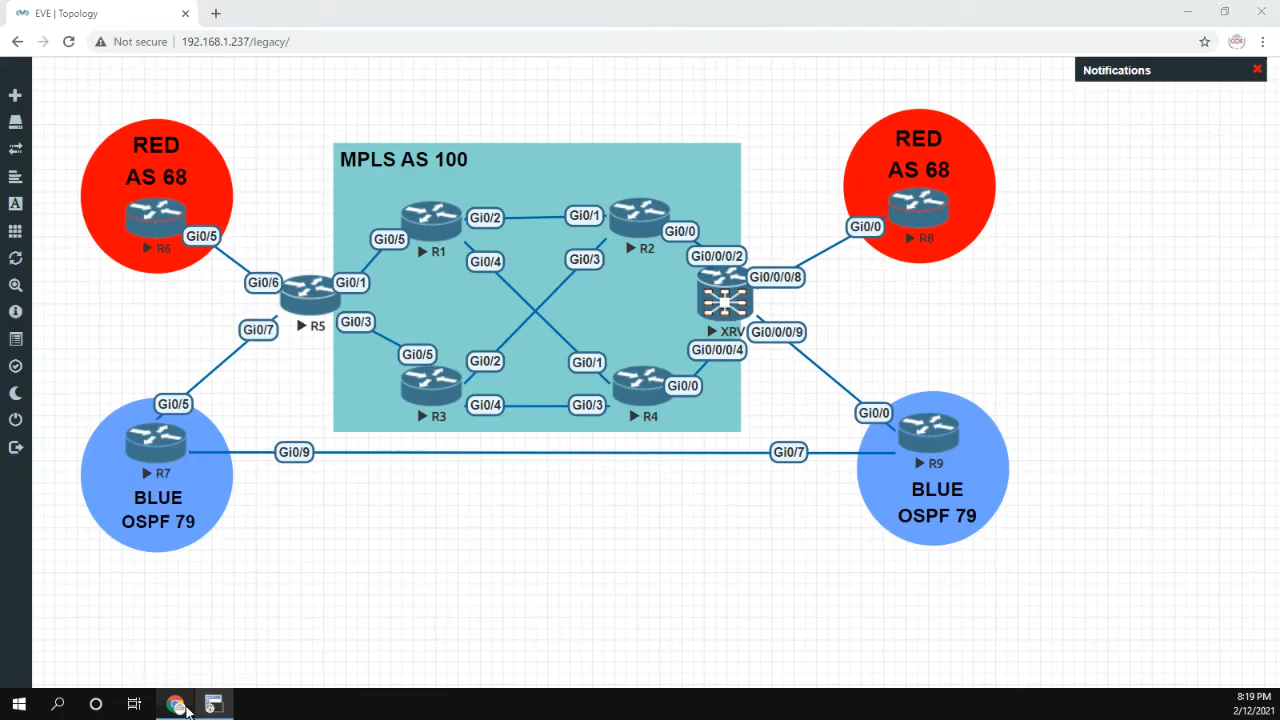 EVE | Topology
Not secure
192.168.1.237/legacy/
Notifications
RED
AS 68
R6
Gi0/5
Gi0/6
Gi0/7
R5
Gi0/1
Gi0/3
MPLS AS 100
Gi0/5
R1
Gi0/2
Gi0/4
Gi0/1
Gi0/3
R2
Gi0/0
Gi0/0/0/2
XRV
Gi0/0/0/8
Gi0/0/0/9
Gi0/0/0/4
Gi0/5
R3
Gi0/2
Gi0/4
Gi0/1
Gi0/3
R4
Gi0/0
RED
AS 68
Gi0/0
R8
Gi0/5
R7
Gi0/9
BLUE
OSPF 79
Gi0/7
Gi0/0
R9
BLUE
OSPF 79
8:19 PM
2/12/2021